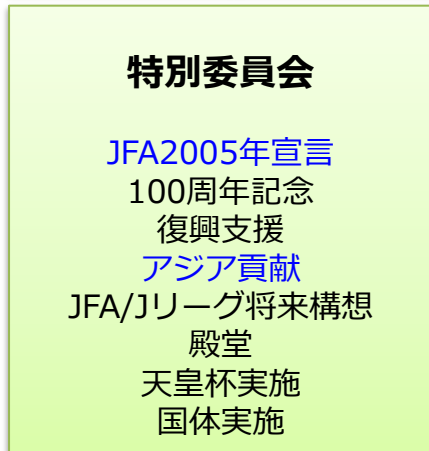 特別委員会
JFA2005年宣言
100周年記念
復興支援
アジア貢献
JFA/Jリーグ将来構想
殿堂
天皇杯実施
国体実施